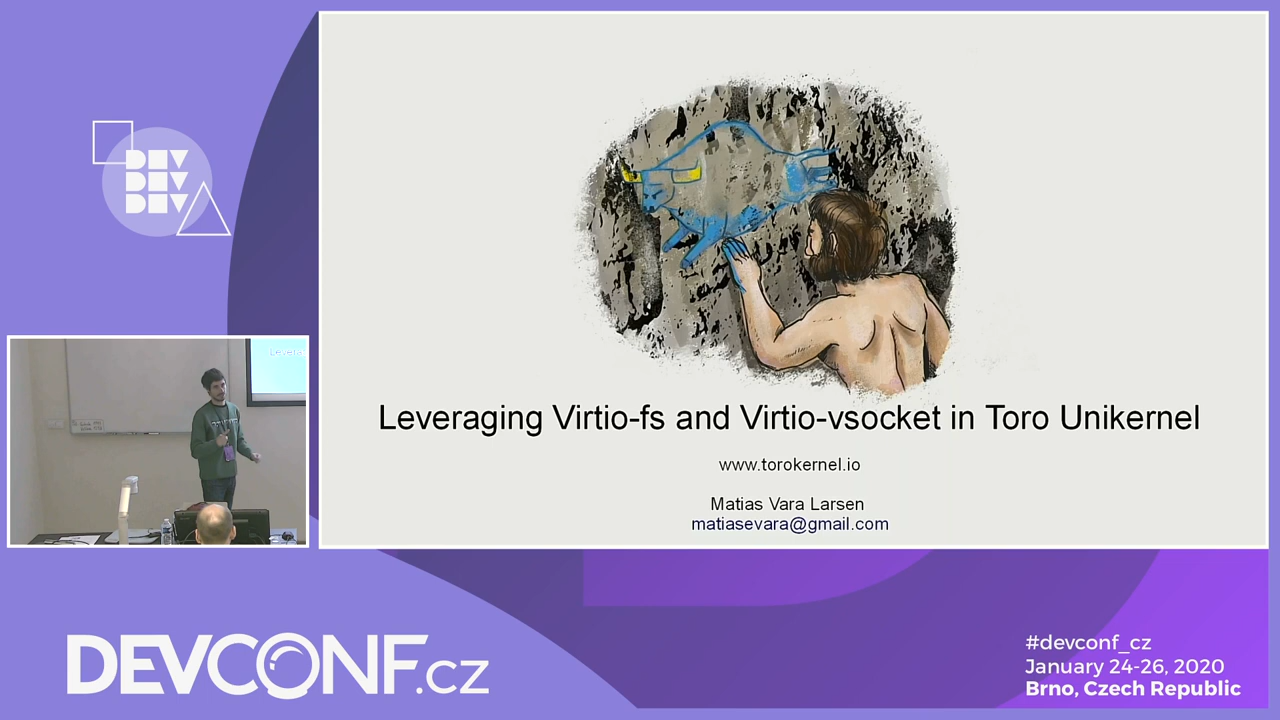 DEV
DEV
DEV
Leveraging Virtio-fs and Virtio-vsocket in Toro Unikernel
www.torokernel.io
Matias Vara Larsen
matiasevara@gmail.com
DEVCONF.cz
#devconf_cz
January 24-26, 2020
Brno, Czech Republic